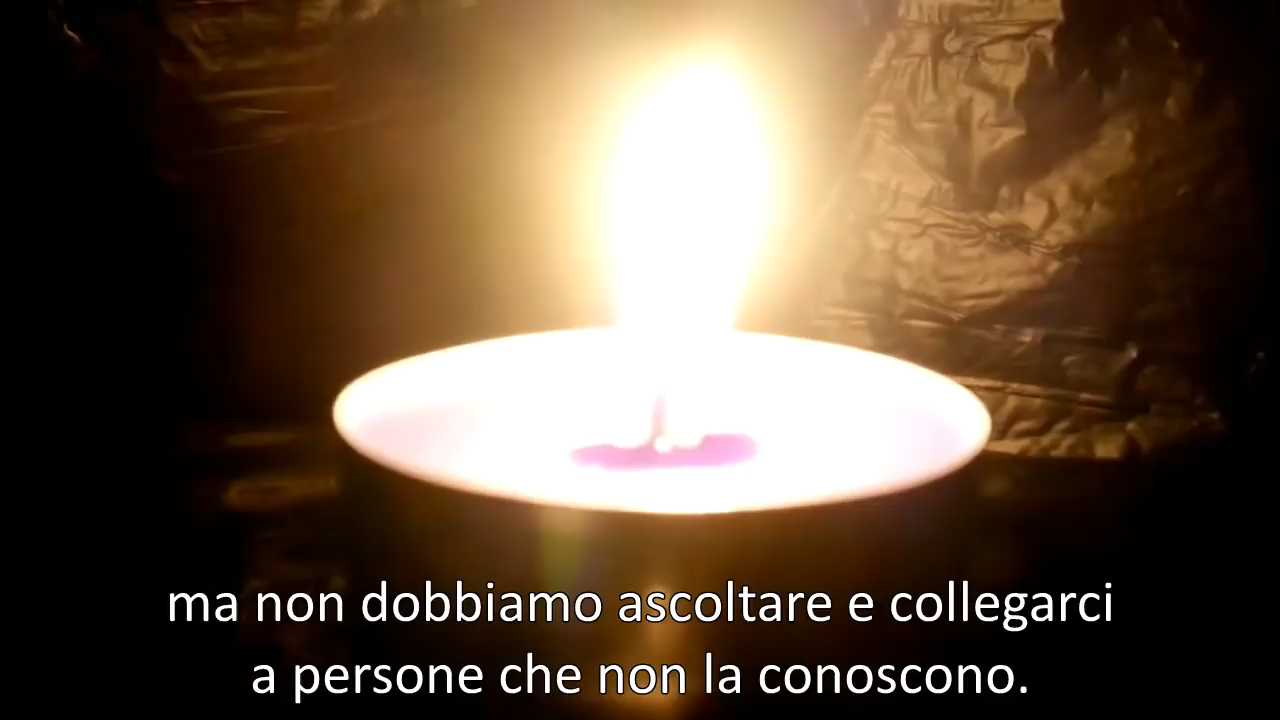 ma non dobbiamo ascoltare e collegarci
a persone che non la conoscono.